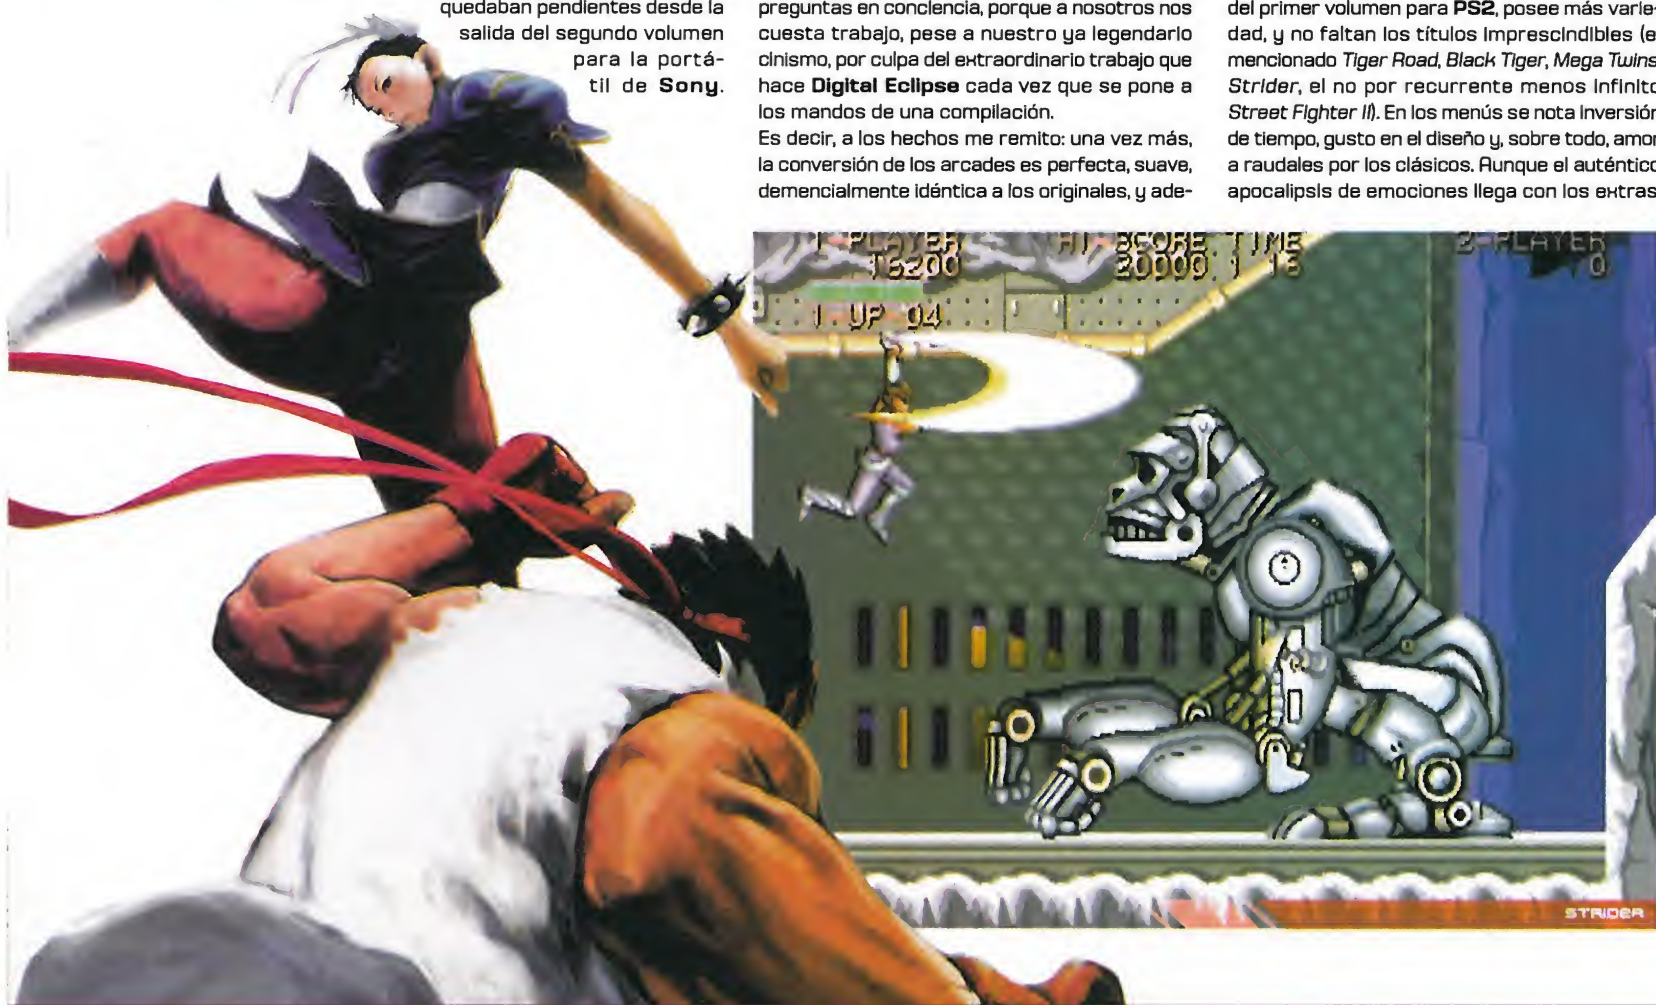 quedaban pendientes desde la
salida del segundo volumen
para la portá-
til de Sony.
preguntas en conciencia, porque a nosotros nos
cuesta trabajo, pese a nuestro ya legendario
cinismo, por culpa del extraordinario trabajo que
hace Digital Eclipse cada vez que se pone a
los mandos de una compilación.
Es decir, a los hechos me remito: una vez más,
la conversión de los arcades es perfecta, suave,
demencialmente idéntica a los originales, y ade-
del primer volumen para PS2, posee más varie-
dad, y no faltan los títulos imprescindibles (e
mencionado Tiger Road, Black Tiger, Mega Twins
Strider, el no por recurrente menos infinito
Street Fighter II). En los menús se nota inversión
de tiempo, gusto en el diseño y, sobre todo, amor
a raudales por los clásicos. Aunque el auténtico
apocalipsis de emociones llega con los extras
1-PLAYER HI-SCORE TIME 2-PLAYER
16200 20000 1 18 0
1 UP 04
STRIDER